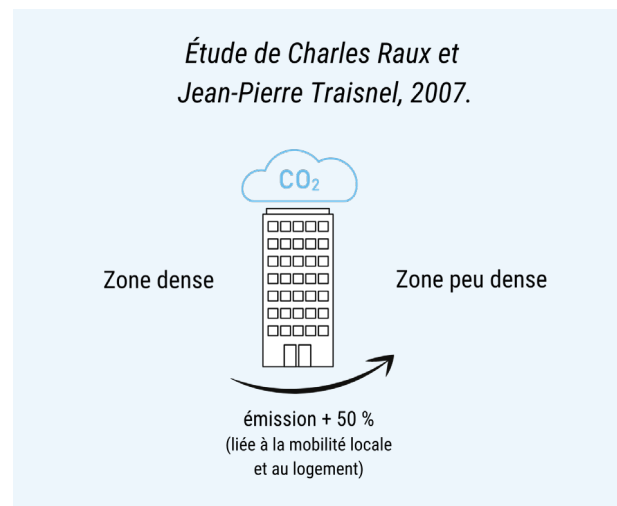 Étude de Charles Raux et
Jean-Pierre Traisnel, 2007.
CO₂
Zone dense
Zone peu dense
émission + 50 %
(liée à la mobilité locale
et au logement)